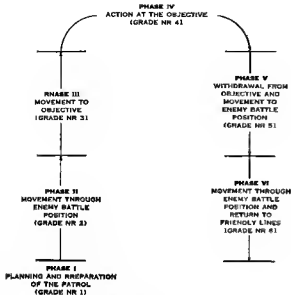 PHASE IV
ACTION AT THE OBJECTIVE
(GRADE NR 4)
RNASE III
MOVEMENT TO
OBJECTIVE
(GRADE NR 3)
PHASE V
WITHDRAWAL FROM
OBJECTIVE AND
MOVEMENT TO
ENEMY BATTLE
POSITION
(GRADE NR 5)
PHASE II
MOVEMENT THROUGH
ENEMY BATTLE
POSITION
(GRADE NR 2)
PHASE VI
MOVEMENT THROUGH
ENEMY BATTLE
POSITION AND
RETURN TO
FRIENDLY LINES
(GRADE NR 6)
PHASE I
PLANNING AND RREPARATION
OF THE PATROL
(GRADE NR 1)